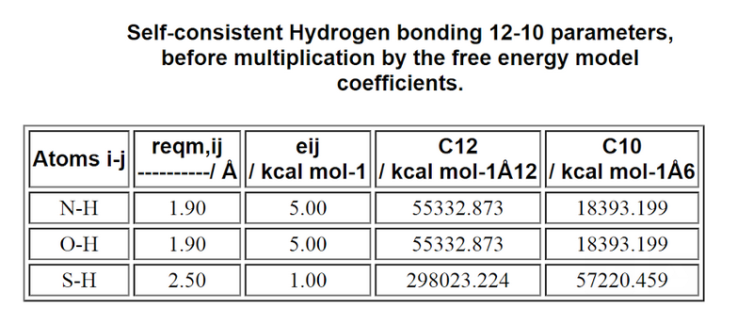 Self-consistent Hydrogen bonding 12-10 parameters,
before multiplication by the free energy model
coefficients.
Atoms i-j reqm,ij ----------/ Å eij / kcal mol-1 C12 / kcal mol-1Å12 C10 / kcal mol-1Å6
N-H 1.90 5.00 55332.873 18393.199
O-H 1.90 5.00 55332.873 18393.199
S-H 2.50 1.00 298023.224 57220.459